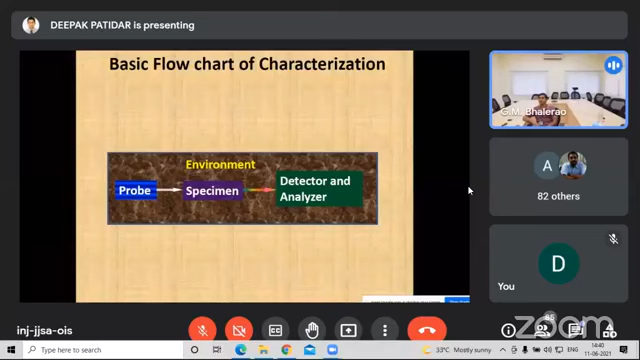 DEEPAK PATIDAR is presenting
Basic Flow chart of Characterization
Environment
Probe
Specimen
Detector and
Analyzer
G.M. Bhalerao
A
82 others
D
You
inj-jjsa-ois
85
zoom
Type here to search
33°C Mostly sunny
ENG
14:40
11-06-2021